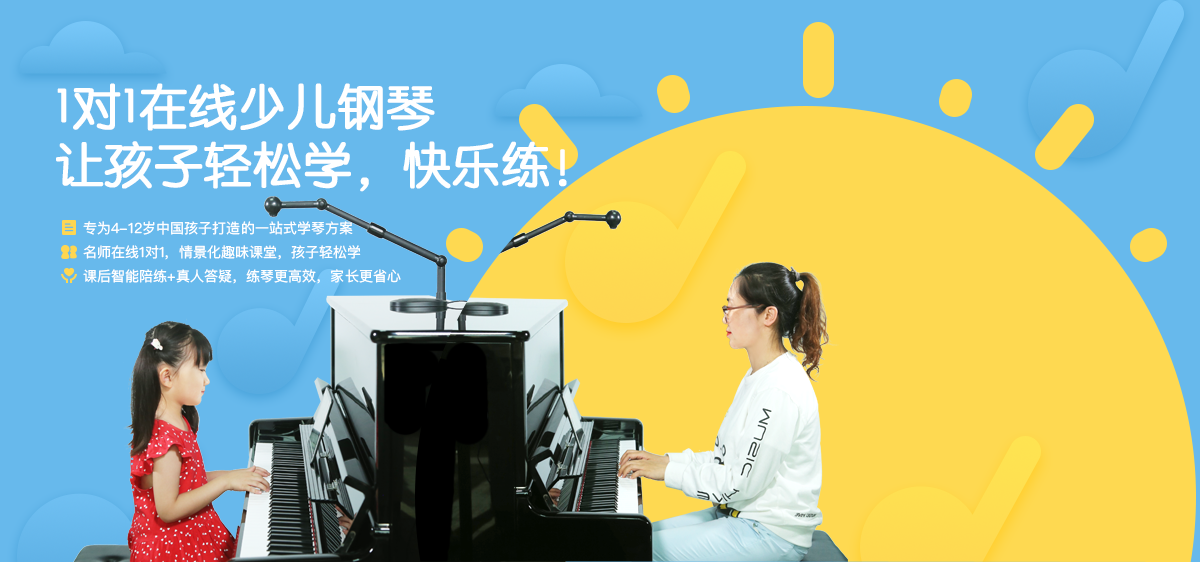 1对1在线少儿钢琴
让孩子轻松学，快乐练！
专为4-12岁中国孩子打造的一站式学琴方案
名师在线1对1，情景化趣味课堂，孩子轻松学
课后智能陪练+真人答疑，练琴更高效，家长更省心
MUSIC